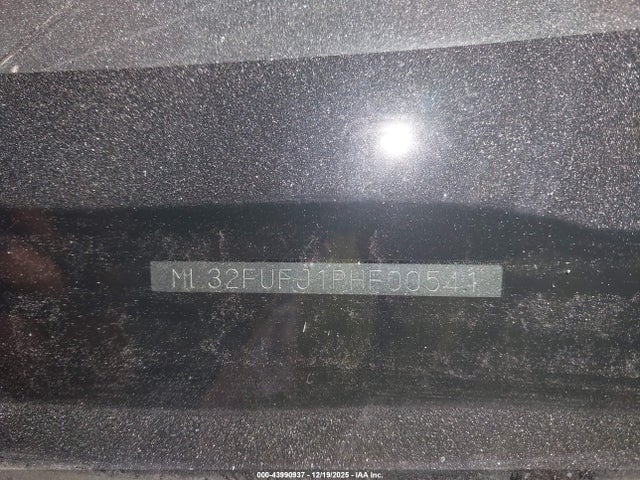 ML32FUFJ1PHF00541
000-43990937 - 12/19/2025 - IAA Inc.